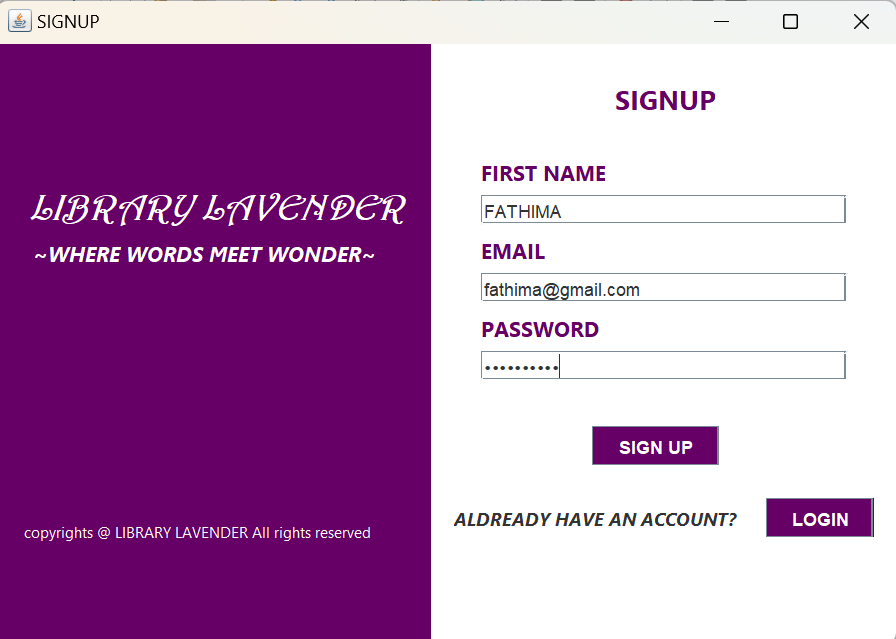 SIGNUP
LIBRARY LAVENDER
~WHERE WORDS MEET WONDER~
copyrights @ LIBRARY LAVENDER All rights reserved
SIGNUP
FIRST NAME
FATHIMA
EMAIL
fathima@gmail.com
PASSWORD
••••••••••
SIGN UP
ALDREADY HAVE AN ACCOUNT?
LOGIN